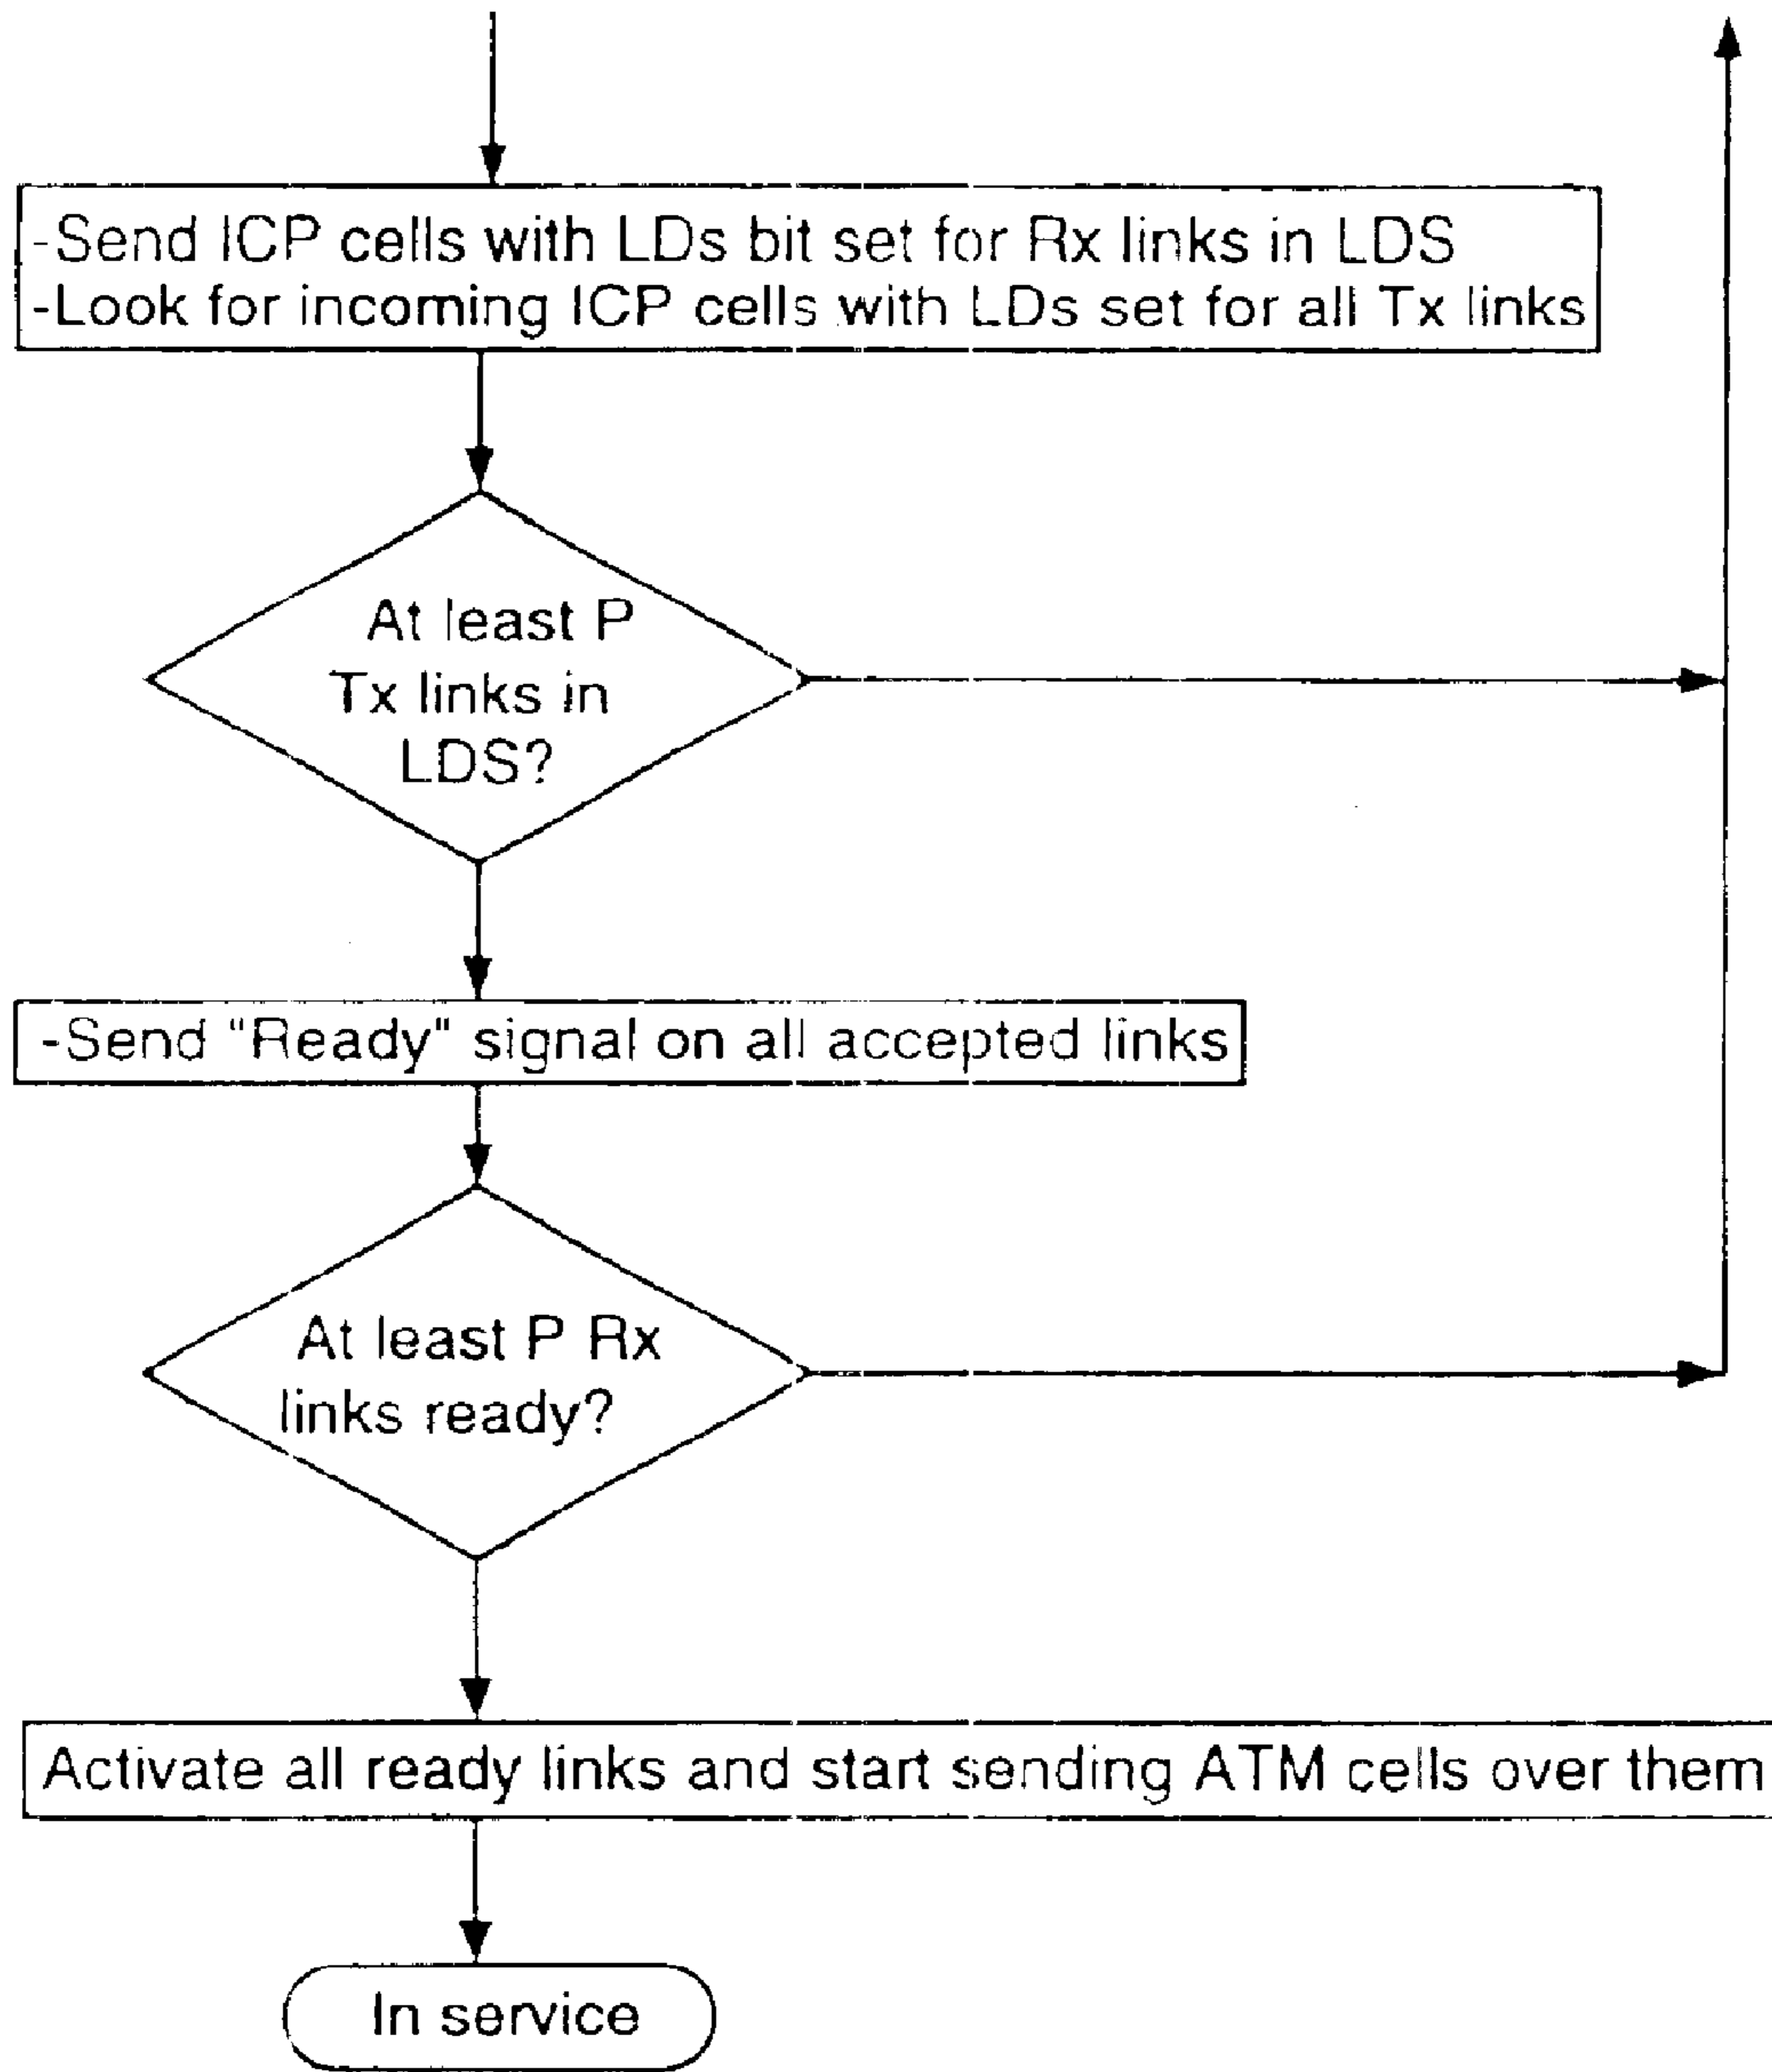 -Send ICP cells with LDs bit set for Rx links in LDS
-Look for incoming ICP cells with LDs set for all Tx links
At least P
Tx links in
LDS?
-Send "Ready" signal on all accepted links
At least P Rx
links ready?
Activate all ready links and start sending ATM cells over them
In service